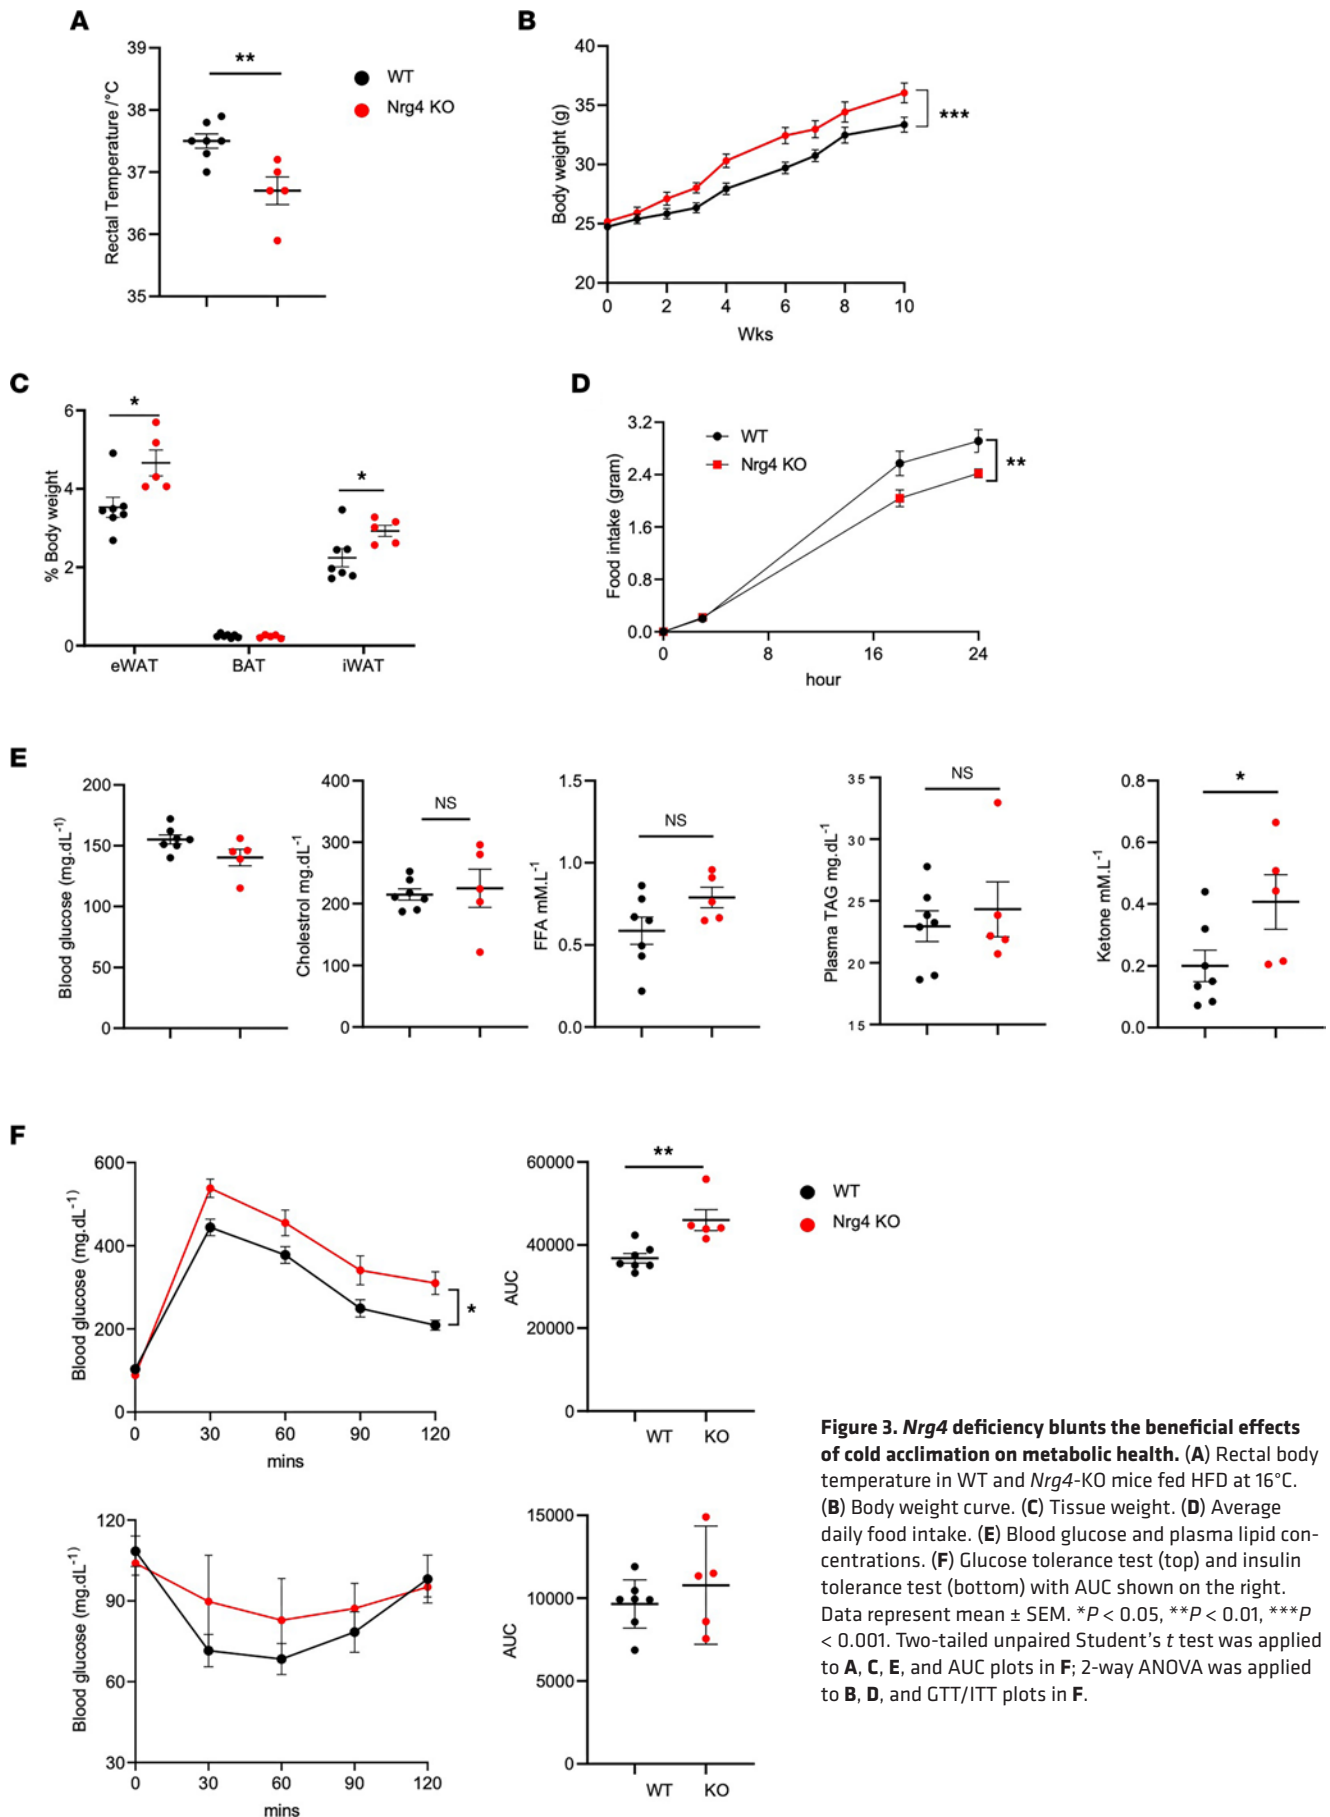 A
39
38
37
36
35
Rectal Temperature /°C
**
WT
Nrg4 KO
B
40
35
30
25
20
Body weight (g)
***
0 2 4 6 8 10
Wks
C
6
4
2
0
% Body weight
*
*
eWAT BAT iWAT
D
3.2
2.4
1.6
0.8
0.0
Food intake (gram)
WT
Nrg4 KO
**
0 8 16 24
hour
E
200
150
100
50
0
Blood glucose (mg.dL⁻¹)
400
300
200
100
0
Cholestrol mg.dL⁻¹
NS
1.5
1.0
0.5
0.0
FFA mM.L⁻¹
NS
35
30
25
20
15
Plasma TAG mg.dL⁻¹
NS
0.8
0.6
0.4
0.2
0.0
Ketone mM.L⁻¹
*
F
600
400
200
0
Blood glucose (mg.dL⁻¹)
*
0 30 60 90 120
mins
60000
40000
20000
0
AUC
**
WT KO
WT
Nrg4 KO
120
90
60
30
Blood glucose (mg.dL⁻¹)
0 30 60 90 120
mins
15000
10000
5000
0
AUC
WT KO
Figure 3. Nrg4 deficiency blunts the beneficial effects
of cold acclimation on metabolic health. (A) Rectal body
temperature in WT and Nrg4-KO mice fed HFD at 16°C.
(B) Body weight curve. (C) Tissue weight. (D) Average
daily food intake. (E) Blood glucose and plasma lipid con-
centrations. (F) Glucose tolerance test (top) and insulin
tolerance test (bottom) with AUC shown on the right.
Data represent mean ± SEM. *P < 0.05, **P < 0.01, ***P
< 0.001. Two-tailed unpaired Student’s t test was applied
to A, C, E, and AUC plots in F; 2-way ANOVA was applied
to B, D, and GTT/ITT plots in F.